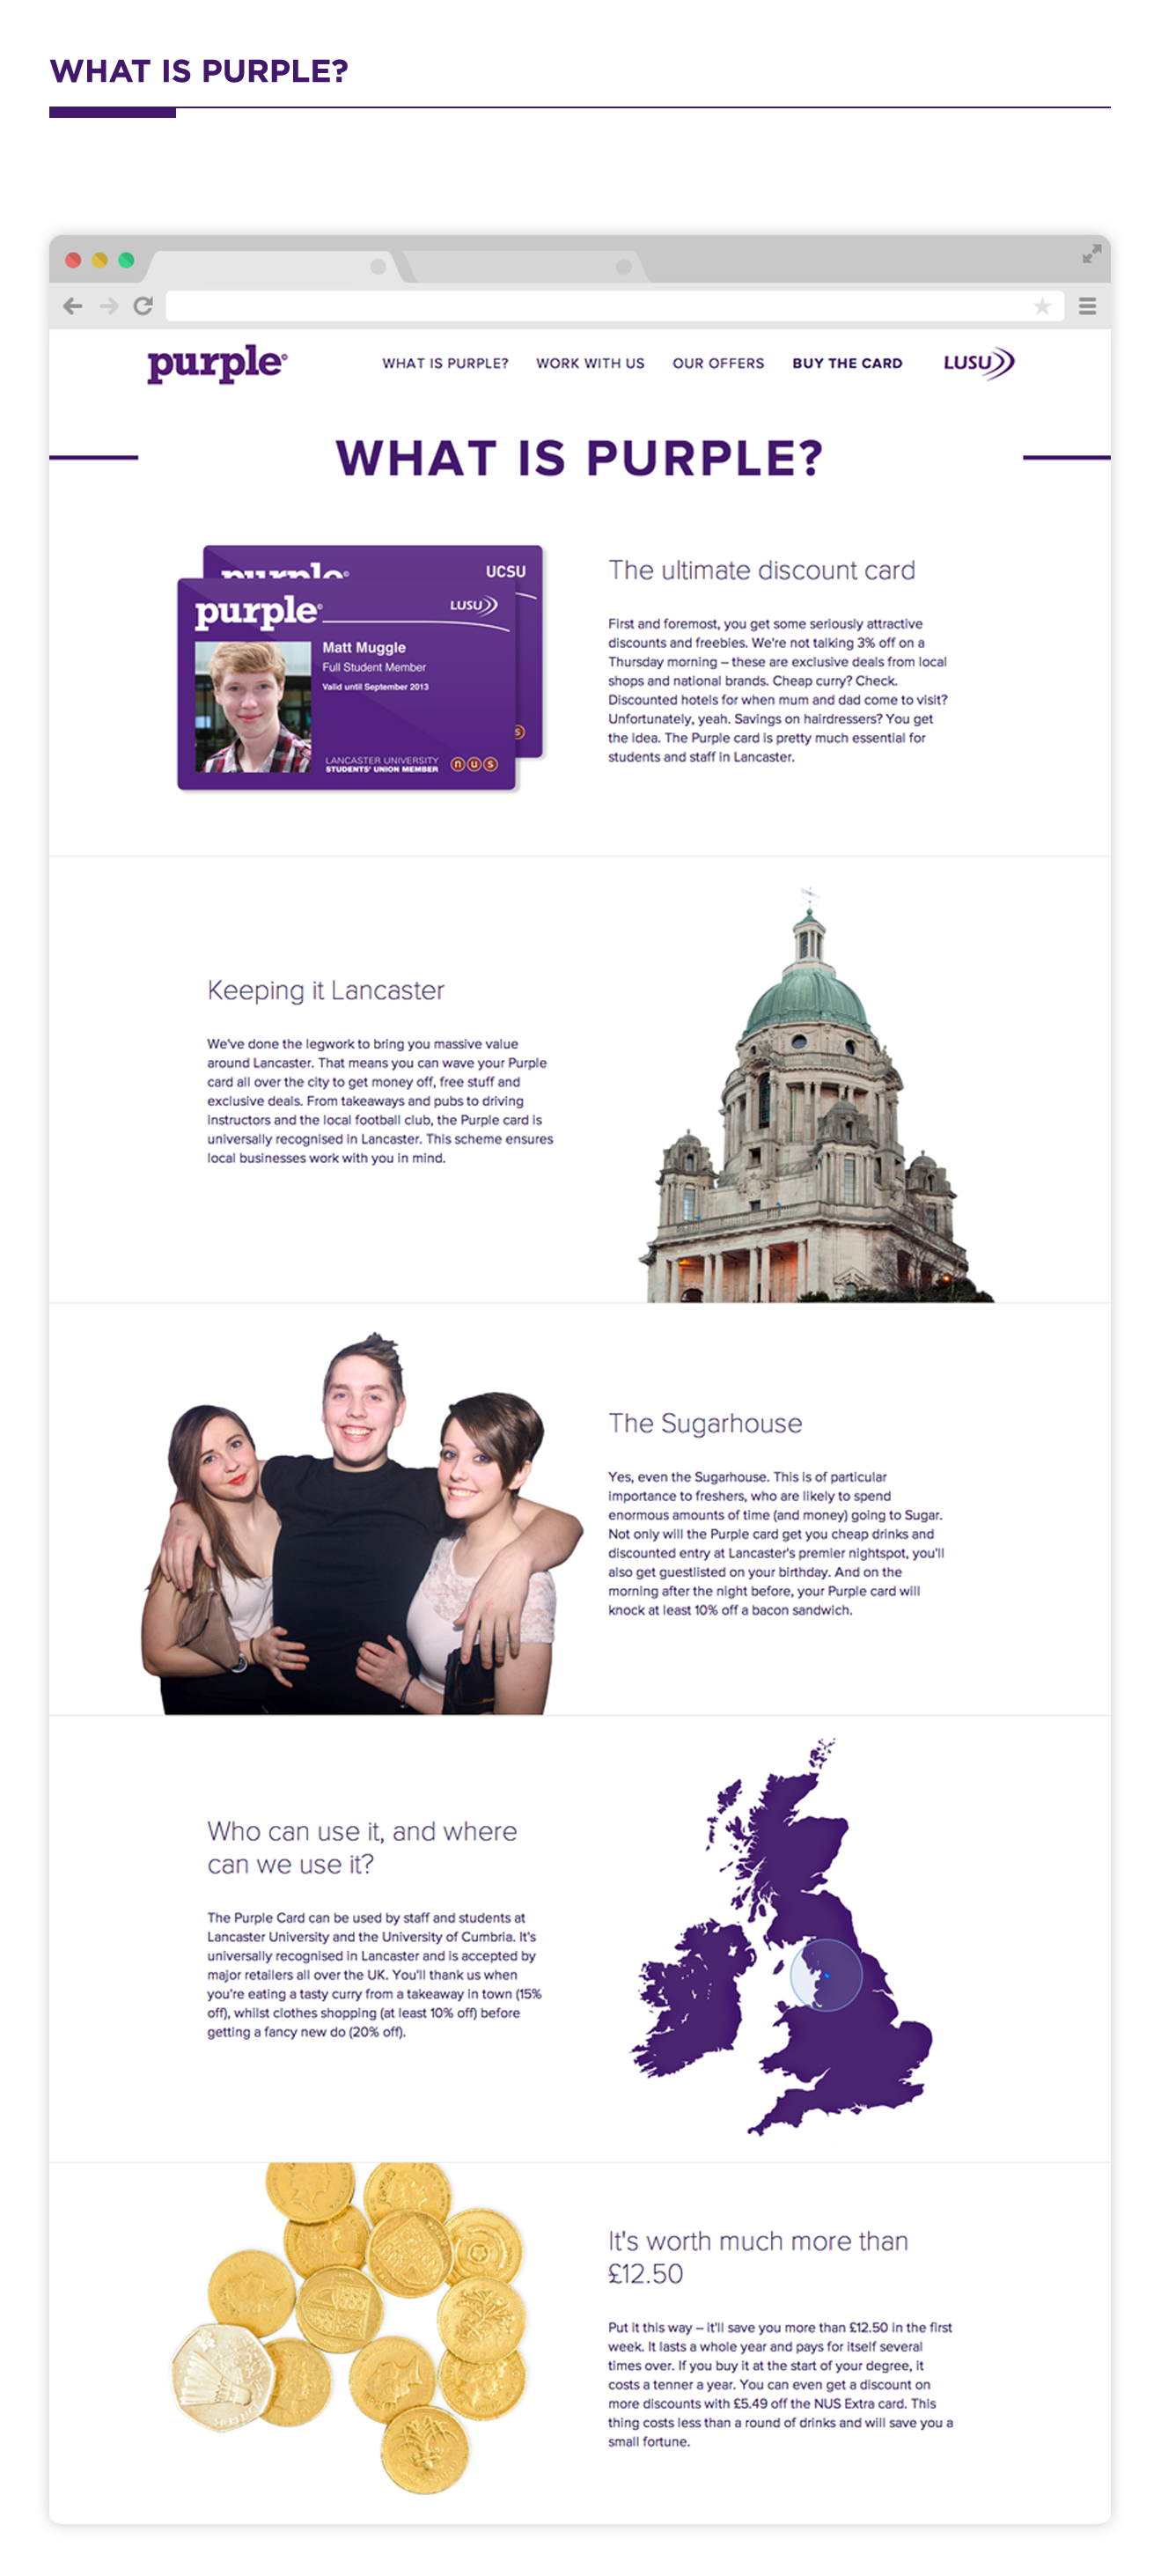 WHAT IS PURPLE?
purple©
WHAT IS PURPLE?
WORK WITH US
OUR OFFERS
BUY THE CARD
LUSU
WHAT IS PURPLE?
purple©
UCSU
purple©
LUSU
Matt Muggle
Full Student Member
Valid until September 2013
LANCASTER UNIVERSITY
STUDENTS' UNION MEMBER
nus
s
The ultimate discount card
First and foremost, you get some seriously attractive
discounts and freebies. We're not talking 3% off on a
Thursday morning – these are exclusive deals from local
shops and national brands. Cheap curry? Check.
Discounted hotels for when mum and dad come to visit?
Unfortunately, yeah. Savings on hairdressers? You get
the idea. The Purple card is pretty much essential for
students and staff in Lancaster.
Keeping it Lancaster
We've done the legwork to bring you massive value
around Lancaster. That means you can wave your Purple
card all over the city to get money off, free stuff and
exclusive deals. From takeaways and pubs to driving
instructors and the local football club, the Purple card is
universally recognised in Lancaster. This scheme ensures
local businesses work with you in mind.
The Sugarhouse
Yes, even the Sugarhouse. This is of particular
importance to freshers, who are likely to spend
enormous amounts of time (and money) going to Sugar.
Not only will the Purple card get you cheap drinks and
discounted entry at Lancaster's premier nightspot, you'll
also get guestlisted on your birthday. And on the
morning after the night before, your Purple card will
knock at least 10% off a bacon sandwich.
Who can use it, and where
can we use it?
The Purple Card can be used by staff and students at
Lancaster University and the University of Cumbria. It's
universally recognised in Lancaster and is accepted by
major retailers all over the UK. You'll thank us when
you're eating a tasty curry from a takeaway in town (15%
off), whilst clothes shopping (at least 10% off) before
getting a fancy new do (20% off).
It's worth much more than
£12.50
Put it this way – it'll save you more than £12.50 in the first
week. It lasts a whole year and pays for itself several
times over. If you buy it at the start of your degree, it
costs a tenner a year. You can even get a discount on
more discounts with £5.49 off the NUS Extra card. This
thing costs less than a round of drinks and will save you a
small fortune.